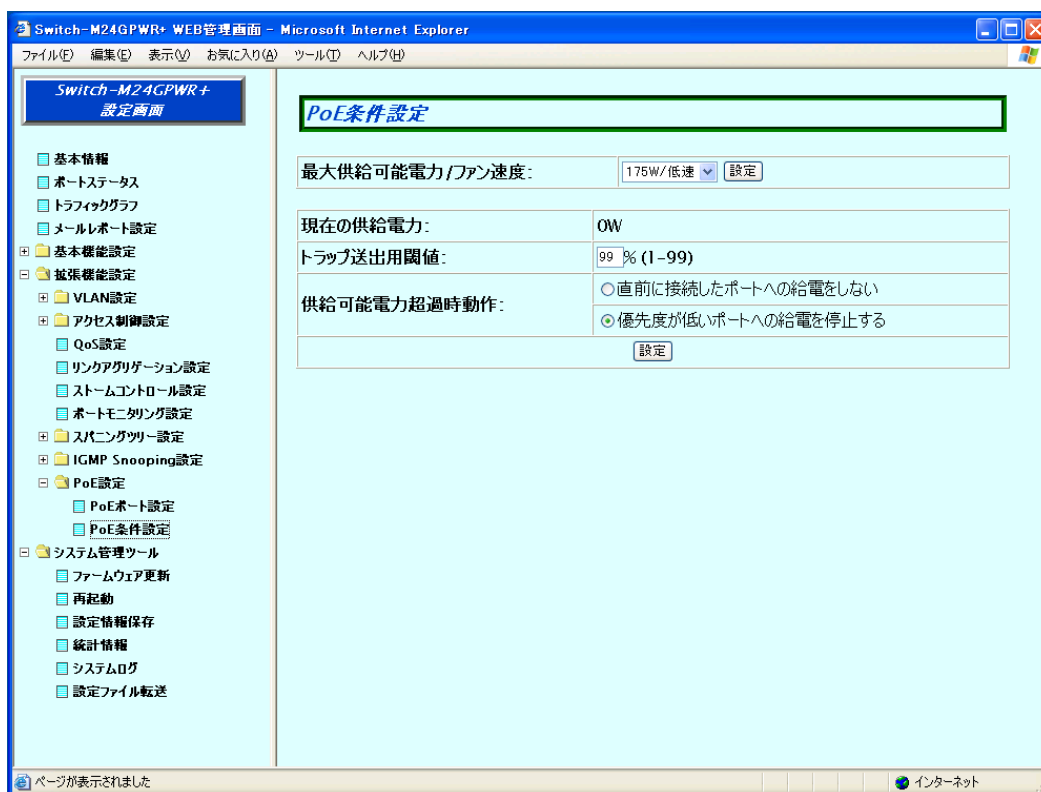 Switch-M24GPWR+ WEB管理画面 - Microsoft Internet Explorer
ファイル(F) 編集(E) 表示(V) お気に入り(A) ツール(T) ヘルプ(H)
Switch-M24GPWR+
設定画面
基本情報
ポートステータス
トラフィックグラフ
メールレポート設定
基本機能設定
拡張機能設定
VLAN設定
アクセス制御設定
QoS設定
リンクアグリゲーション設定
ストームコントロール設定
ポートモニタリング設定
スパニングツリー設定
IGMP Snooping設定
PoE設定
PoEポート設定
PoE条件設定
システム管理ツール
ファームウェア更新
再起動
設定情報保存
統計情報
システムログ
設定ファイル転送
PoE条件設定
最大供給可能電力/ファン速度: 175W/低速 設定
現在の供給電力: 0W
トラップ送出用閾値: 99 % (1-99)
供給可能電力超過時動作:
直前に接続したポートへの給電をしない
優先度が低いポートへの給電を停止する
設定
ページが表示されました インターネット